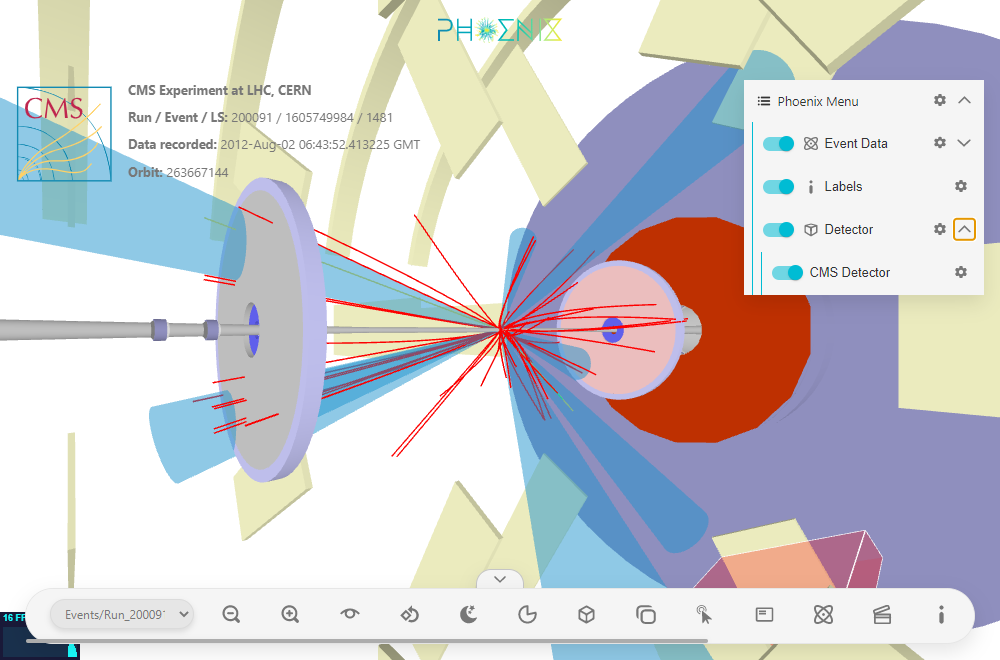 PHOENIX
CMS
CMS Experiment at LHC, CERN
Run / Event / LS: 200091 / 1605749984 / 1481
Data recorded: 2012-Aug-02 06:43:52.413225 GMT
Orbit: 263667144
Phoenix Menu
Event Data
Labels
Detector
CMS Detector
Events/Run_20009
16 FP